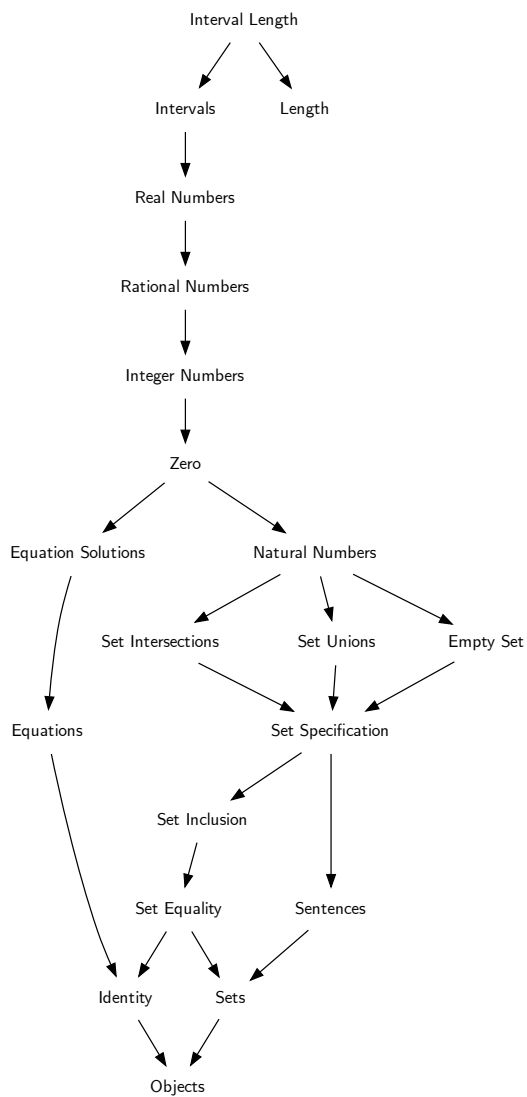 Interval Length
Intervals
Length
Real Numbers
Rational Numbers
Integer Numbers
Zero
Equation Solutions
Natural Numbers
Set Intersections
Set Unions
Empty Set
Equations
Set Specification
Set Inclusion
Set Equality
Sentences
Identity
Sets
Objects